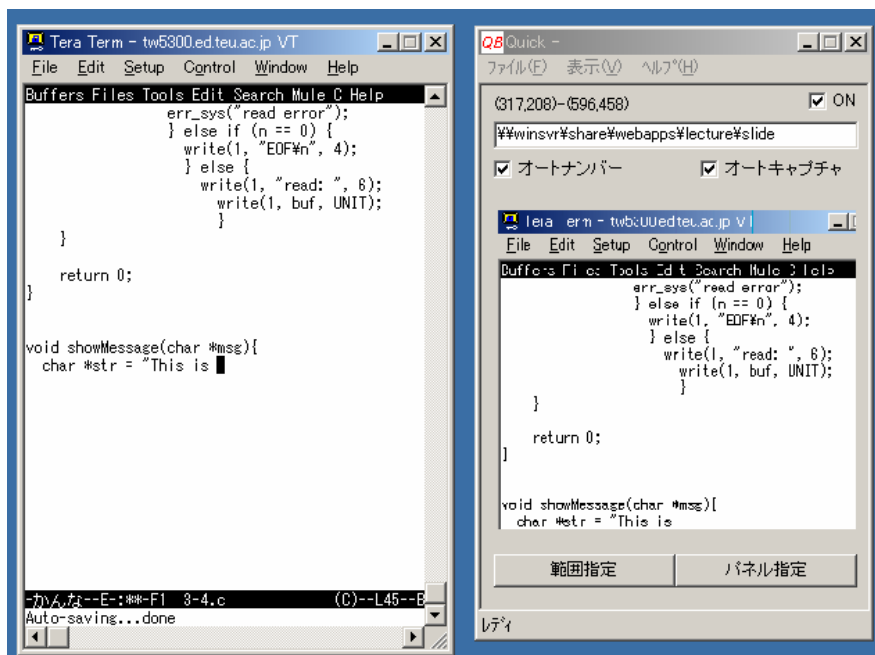 Tera Term - tw5300.ed.teu.ac.jp VT
File Edit Setup Control Window Help
Buffers Files Tools Edit Search Mule C Help
err_sys("read error");
} else if (n == 0) {
write(1, "EOF¥n", 4);
} else {
write(1, "read: ", 6);
write(1, buf, UNIT);
}
}
return 0;
}
void showMessage(char *msg){
char *str = "This is
-かんな--E-:**-F1 3-4.c (C)--L45--B
Auto-saving...done
QB Quick -
ファイル(F) 表示(V) ヘルプ(H)
(317,208)-(596,458) ON
¥¥winsvr¥share¥webapps¥lecture¥slide
オートナンバー オートキャプチャ
File Edit Setup Control Window Help
err_sys("read error");
} else if (n == 0) {
write(1, "EOF¥n", 4);
} else {
write(1, "read: ", 6);
write(1, buf, UNIT);
}
}
return 0;
}
void showMessage(char *msg){
char *str = "This is
範囲指定 パネル指定
レディ